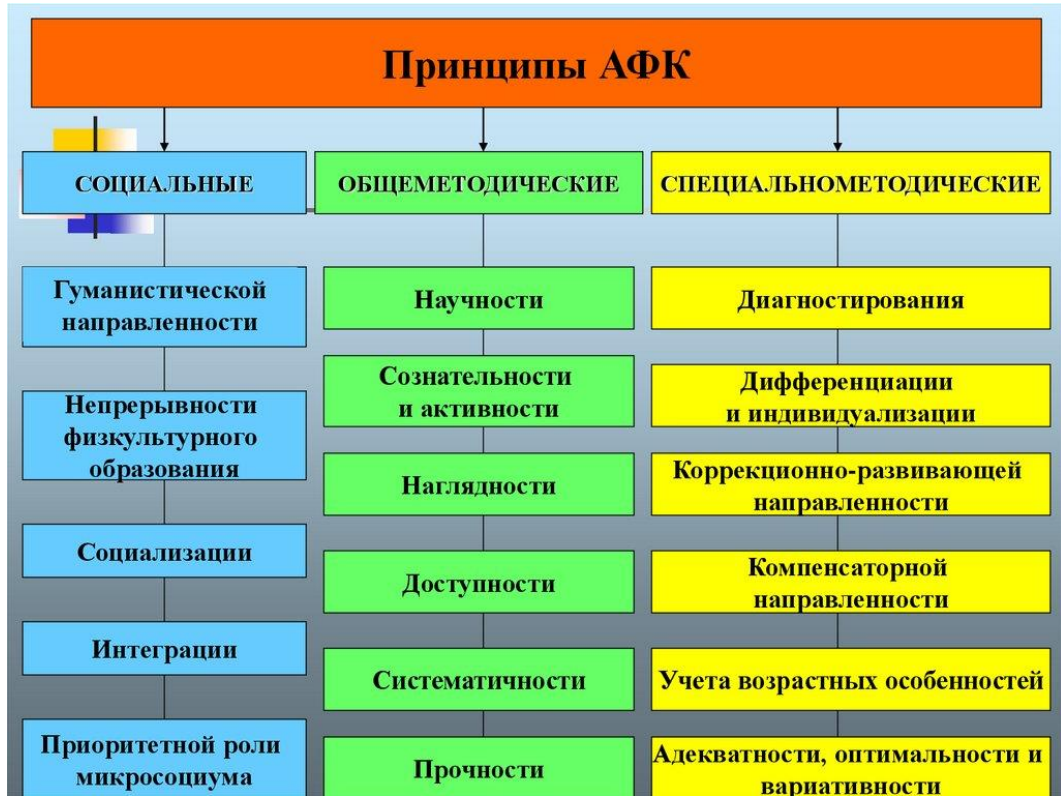 Принципы АФК
СОЦИАЛЬНЫЕ
ОБЩЕМЕТОДИЧЕСКИЕ
СПЕЦИАЛЬНОМЕТОДИЧЕСКИЕ
Гуманистической
направленности
Непрерывности
физкультурного
образования
Социализации
Интеграции
Приоритетной роли
микросоциума
Научности
Сознательности
и активности
Наглядности
Доступности
Систематичности
Прочности
Диагностирования
Дифференциации
и индивидуализации
Коррекционно-развивающей
направленности
Компенсаторной
направленности
Учета возрастных особенностей
Адекватности, оптимальности и
вариативности